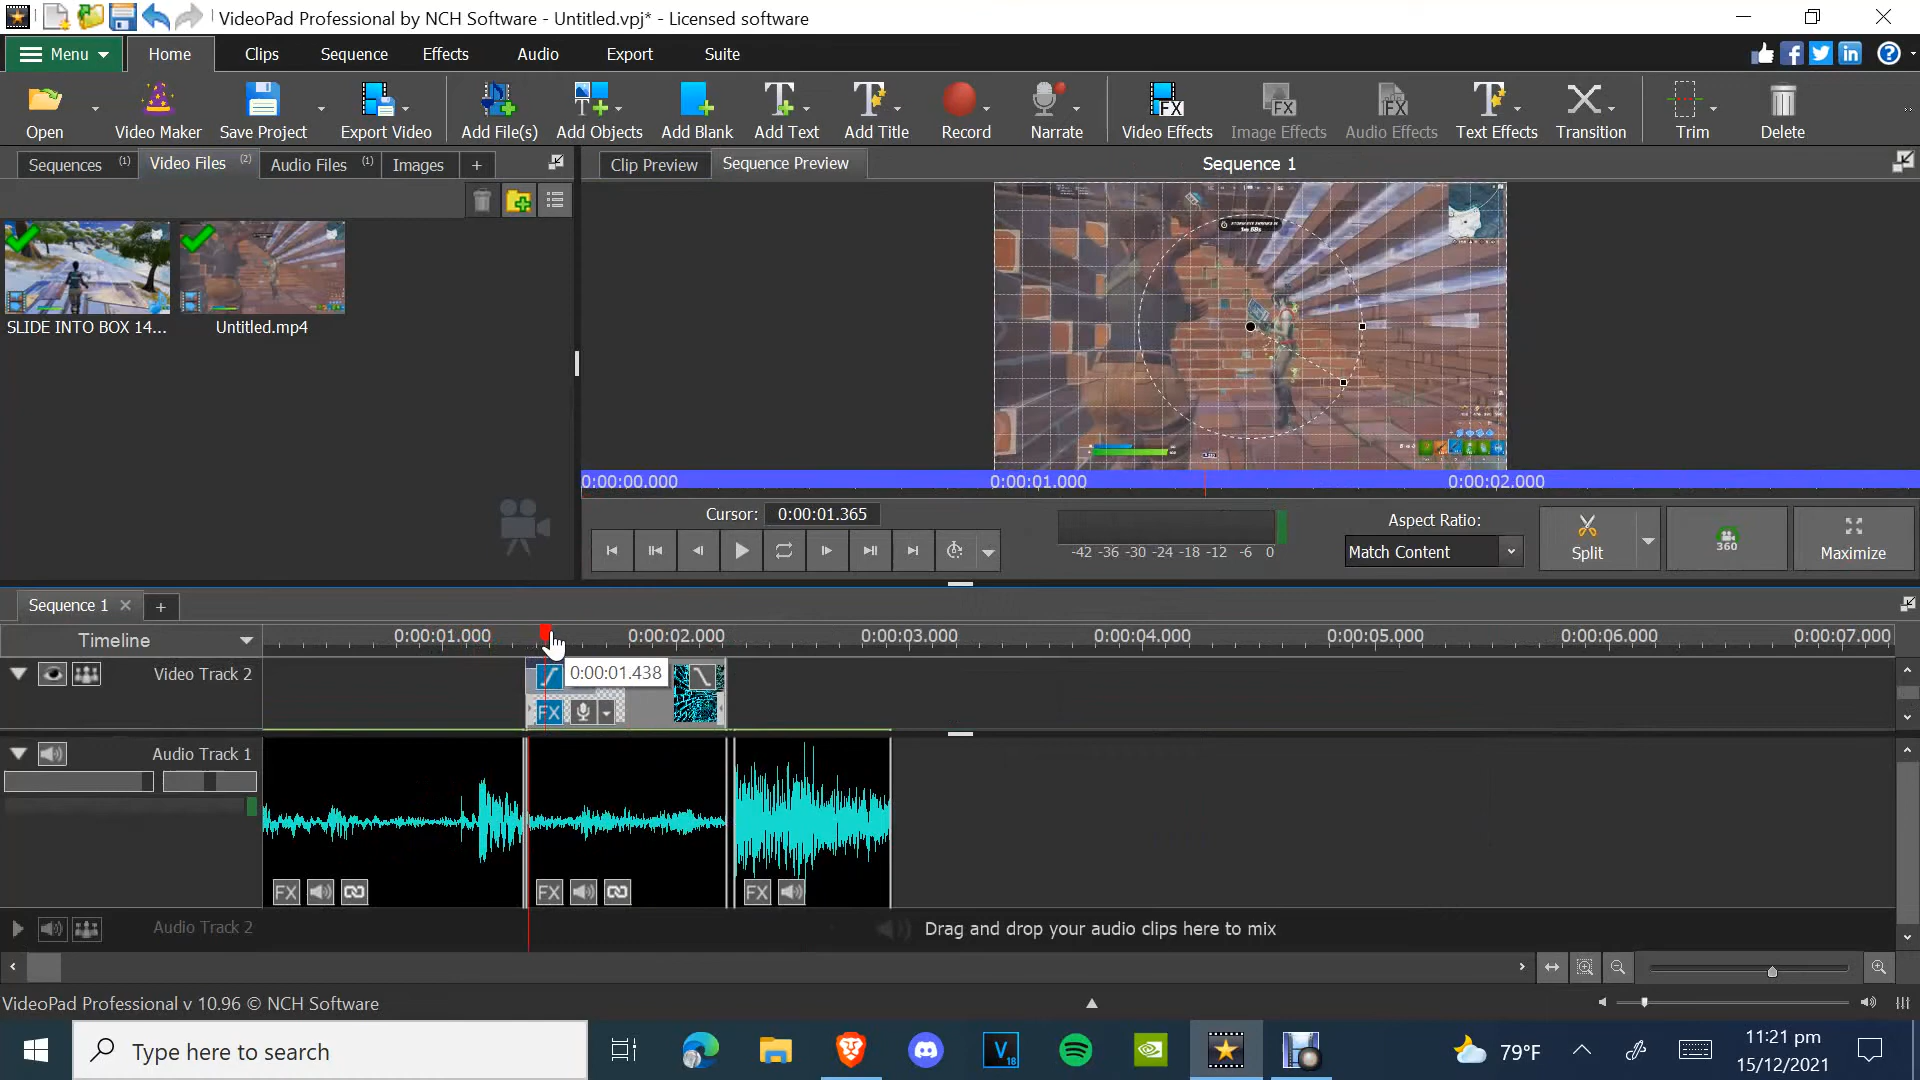 VideoPad Professional by NCH Software - Untitled.vpj* - Licensed software
Menu Home Clips Sequence Effects Audio Export Suite
Open Video Maker Save Project Export Video Add File(s) Add Objects Add Blank Add Text Add Title Record Narrate Video Effects Image Effects Audio Effects Text Effects Transition Trim Delete
Sequences (1) Video Files (2) Audio Files (1) Images +
Clip Preview Sequence Preview Sequence 1
SLIDE INTO BOX 14... Untitled.mp4
0:00:00.000 0:00:01.000 0:00:02.000
Cursor: 0:00:01.365
-42 -36 -30 -24 -18 -12 -6 0
Aspect Ratio:
Match Content
Split 360 Maximize
Sequence 1 +
Timeline 0:00:01.000 0:00:02.000 0:00:03.000 0:00:04.000 0:00:05.000 0:00:06.000 0:00:07.000
Video Track 2 0:00:01.438
FX
Audio Track 1
FX FX FX
Audio Track 2 Drag and drop your audio clips here to mix
VideoPad Professional v 10.96 © NCH Software
Type here to search 79°F 11:21 pm
15/12/2021